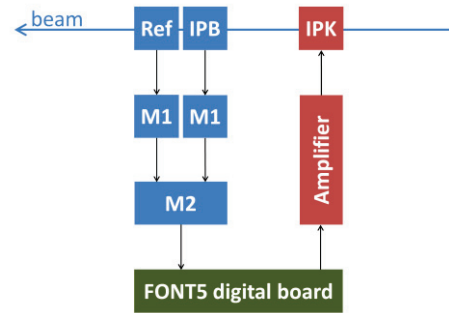 beam
Ref IPB IPK
M1 M1
Amplifier
M2
FONT5 digital board